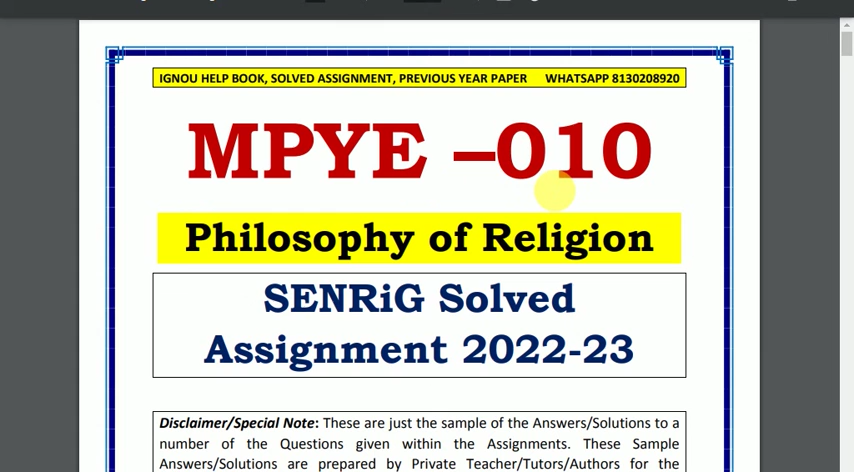 IGNOU HELP BOOK, SOLVED ASSIGNMENT, PREVIOUS YEAR PAPER WHATSAPP 8130208920
MPYE –010
Philosophy of Religion
SENRiG Solved
Assignment 2022-23
Disclaimer/Special Note: These are just the sample of the Answers/Solutions to a
number of the Questions given within the Assignments. These Sample
Answers/Solutions are prepared by Private Teacher/Tutors/Authors for the